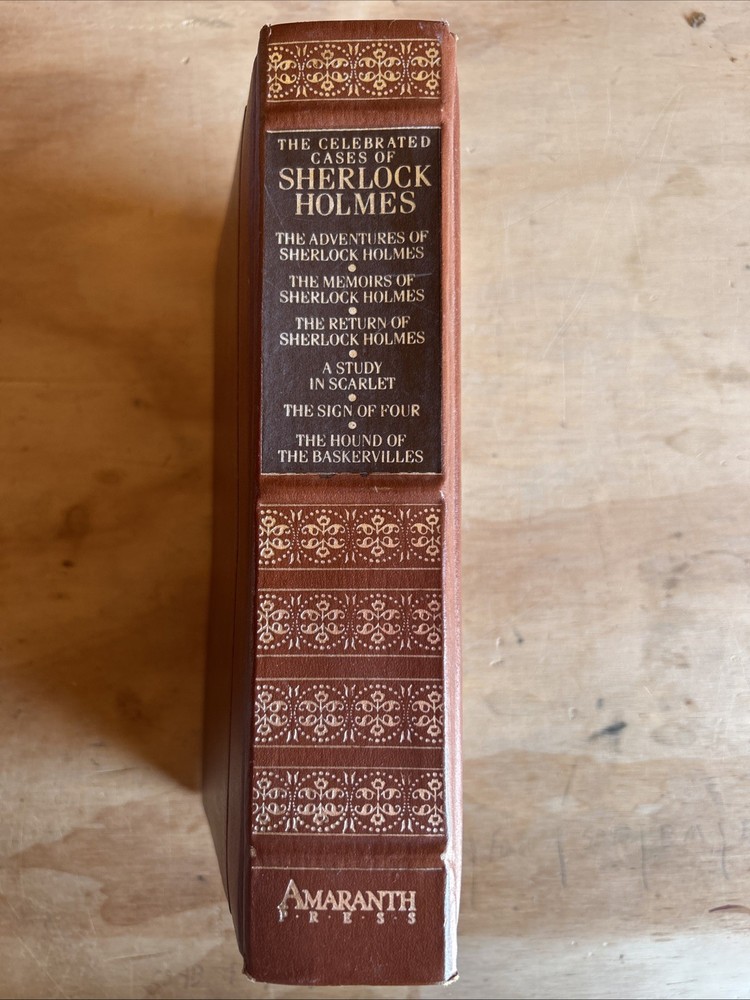 THE CELEBRATED
CASES OF
SHERLOCK
HOLMES
THE ADVENTURES OF
SHERLOCK HOLMES
•
THE MEMOIRS OF
SHERLOCK HOLMES
•
THE RETURN OF
SHERLOCK HOLMES
•
A STUDY
IN SCARLET
•
THE SIGN OF FOUR
•
THE HOUND OF
THE BASKERVILLES
AMARANTH
P·R·E·S·S